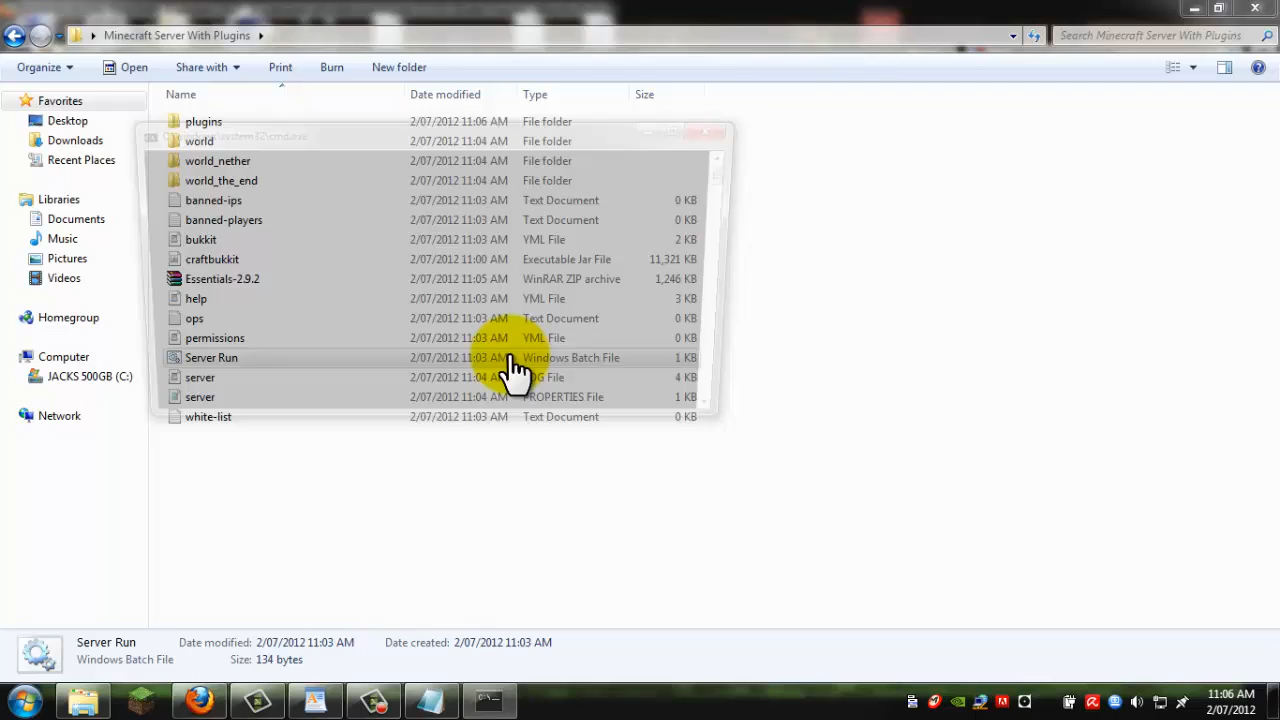 Minecraft Server With Plugins
Search Minecraft Server With Plugins
Organize Open Share with Print Burn New folder
Name Date modified Type Size
Favorites
Desktop
Downloads
Recent Places
Libraries
Documents
Music
Pictures
Videos
Homegroup
Computer
JACKS 500GB (C:)
Network
plugins 2/07/2012 11:06 AM File folder
world 2/07/2012 11:04 AM File folder
world_nether 2/07/2012 11:04 AM File folder
world_the_end 2/07/2012 11:04 AM File folder
banned-ips 2/07/2012 11:03 AM Text Document 0 KB
banned-players 2/07/2012 11:03 AM Text Document 0 KB
bukkit 2/07/2012 11:03 AM YML File 2 KB
craftbukkit 2/07/2012 11:00 AM Executable Jar File 11,321 KB
Essentials-2.9.2 2/07/2012 11:05 AM WinRAR ZIP archive 1,246 KB
help 2/07/2012 11:03 AM YML File 3 KB
ops 2/07/2012 11:03 AM Text Document 0 KB
permissions 2/07/2012 11:03 AM YML File 0 KB
Server Run 2/07/2012 11:03 AM Windows Batch File 1 KB
server 2/07/2012 11:04 File 4 KB
server 2/07/2012 11:04 AM PROPERTIES File 1 KB
white-list 2/07/2012 11:03 AM Text Document 0 KB
Server Run Date modified: 2/07/2012 11:03 AM Date created: 2/07/2012 11:03 AM
Windows Batch File Size: 134 bytes
11:06 AM
2/07/2012